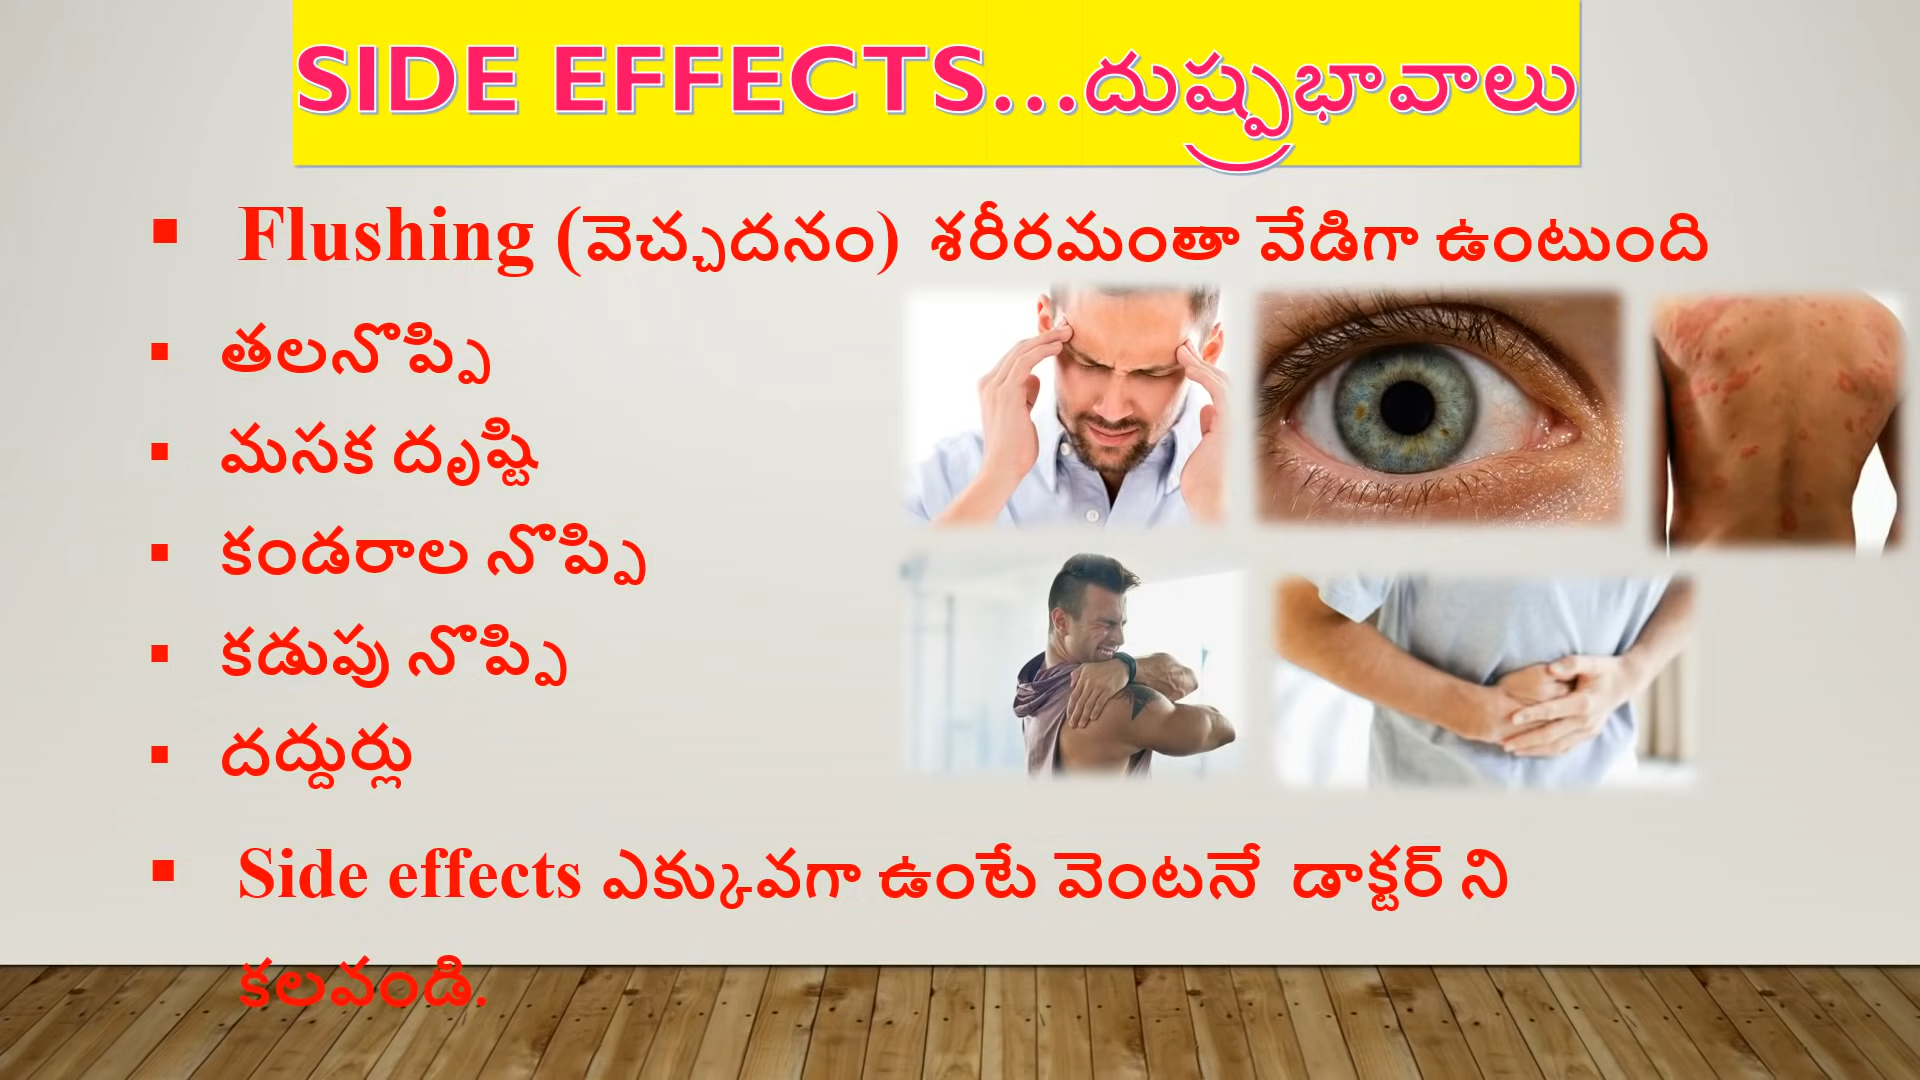 SIDE EFFECTS...దుష్ప్రభావాలు
▪ Flushing (వెచ్చదనం) శరీరమంతా వేడిగా ఉంటుంది
▪ తలనొప్పి
▪ మసక దృష్టి
▪ కండరాల నొప్పి
▪ కడుపు నొప్పి
▪ దద్దుర్లు
▪ Side effects ఎక్కువగా ఉంటే వెంటనే డాక్టర్ ని
కలవండి.